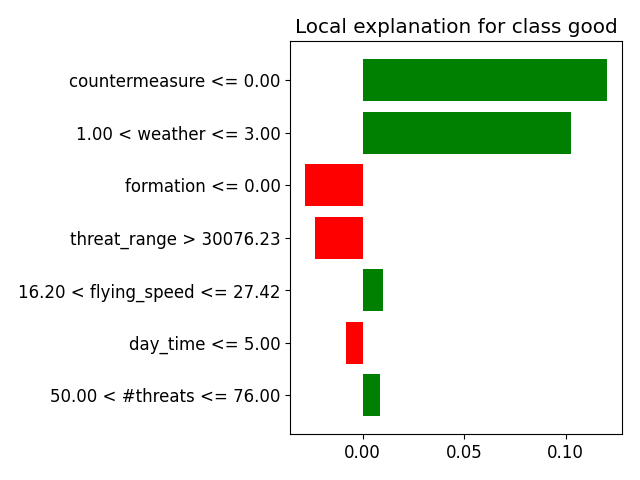 Local explanation for class good
countermeasure <= 0.00
1.00 < weather <= 3.00
formation <= 0.00
threat_range > 30076.23
16.20 < flying_speed <= 27.42
day_time <= 5.00
50.00 < #threats <= 76.00
0.00 0.05 0.10